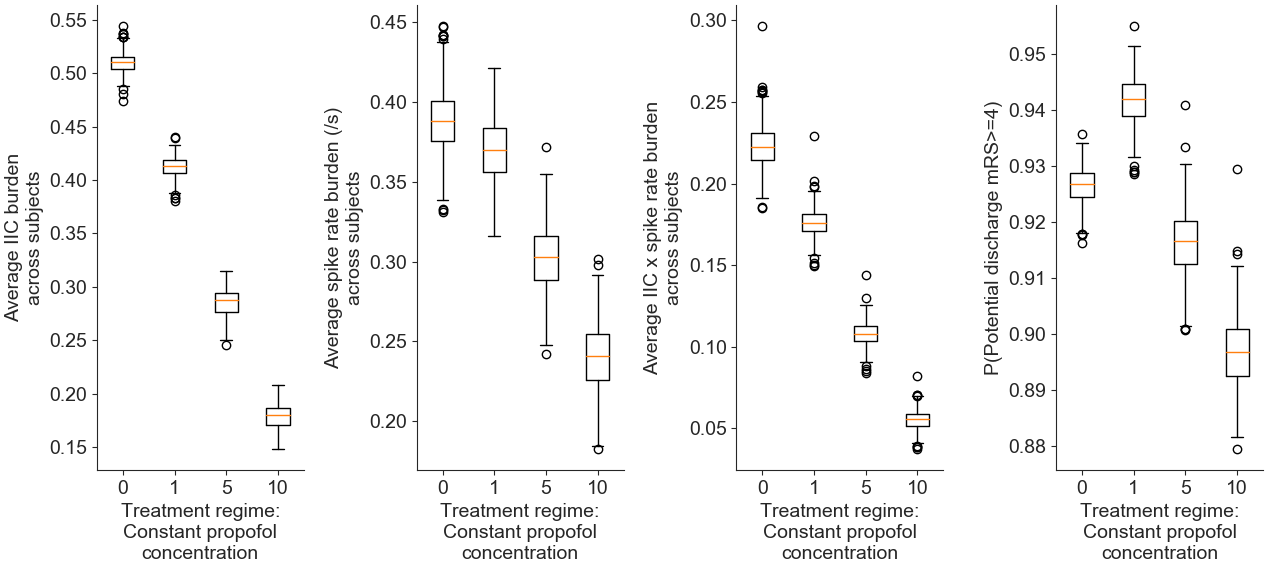 Average IIC burden
across subjects
0.55
0.50
0.45
0.40
0.35
0.30
0.25
0.20
0.15
0 1 5 10
Treatment regime:
Constant propofol
concentration
Average spike rate burden (/s)
across subjects
0.45
0.40
0.35
0.30
0.25
0.20
0 1 5 10
Treatment regime:
Constant propofol
concentration
Average IIC x spike rate burden
across subjects
0.30
0.25
0.20
0.15
0.10
0.05
0 1 5 10
Treatment regime:
Constant propofol
concentration
P(Potential discharge mRS>=4)
0.95
0.94
0.93
0.92
0.91
0.90
0.89
0.88
0 1 5 10
Treatment regime:
Constant propofol
concentration